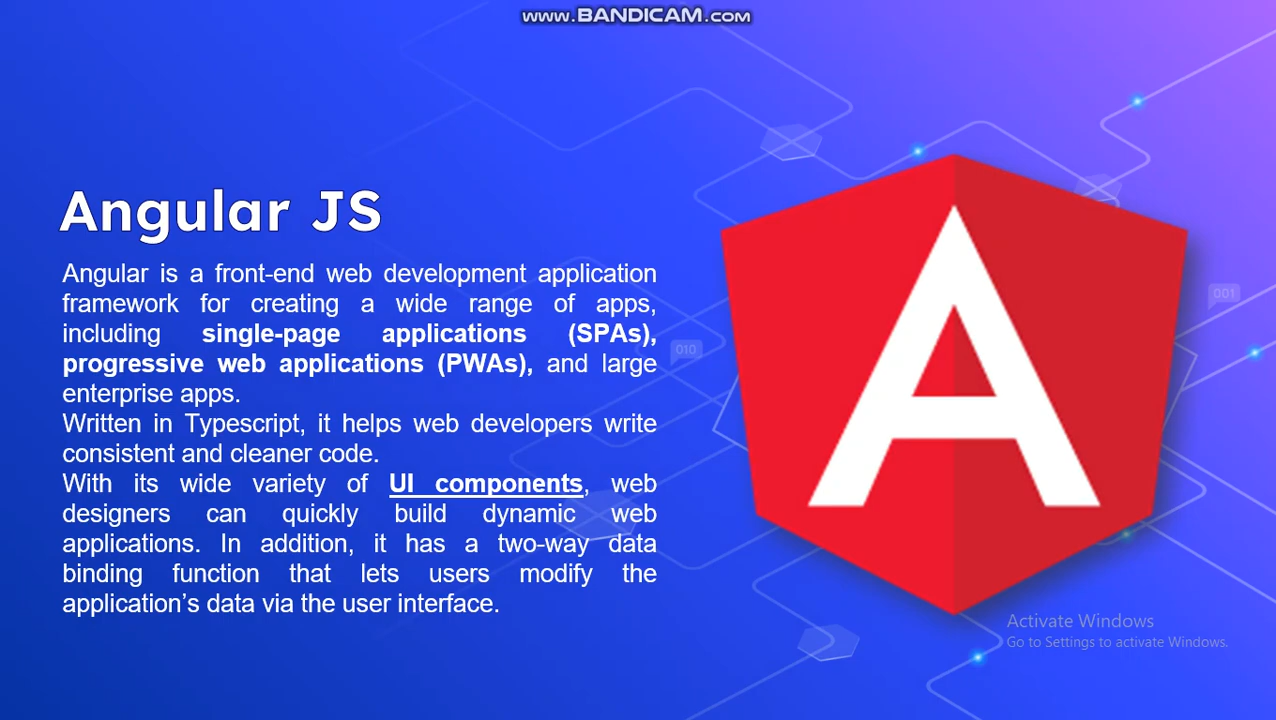 www.BANDICAM.com
Angular JS
Angular is a front-end web development application
framework for creating a wide range of apps,
including single-page applications (SPAs),
progressive web applications (PWAs), and large
enterprise apps.
Written in Typescript, it helps web developers write
consistent and cleaner code.
With its wide variety of UI components, web
designers can quickly build dynamic web
applications. In addition, it has a two-way data
binding function that lets users modify the
application’s data via the user interface.
A
010
001
Activate Windows
Go to Settings to activate Windows.